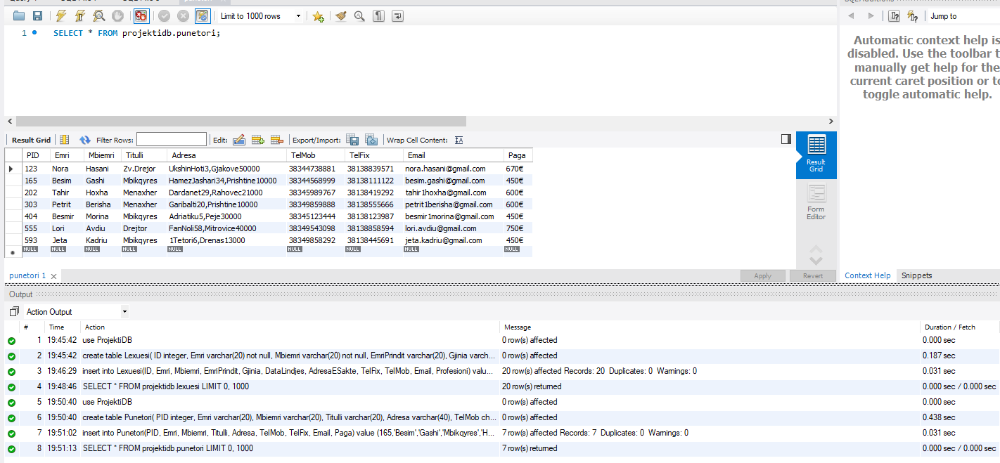 Limit to 1000 rows
Jump to
1 SELECT * FROM projektidb.punetori;
Automatic context help is
disabled. Use the toolbar t
manually get help for the
current caret position or to
toggle automatic help.
Result Grid Filter Rows: Edit: Export/Import: Wrap Cell Content:
PID Emri Mbiemri Titulli Adresa TelMob TelFix Email Paga
123 Nora Hasani Zv.Drejor UkshinHoti3,Gjakove50000 38344738881 38138839571 nora.hasani@gmail.com 670€
165 Besim Gashi Mbikqyres HamezJashari34,Prishtine10000 38344568999 38138111122 besim.gashi@gmail.com 450€
202 Tahir Hoxha Menaxher Dardanet29,Rahovec21000 38345989767 38138419292 tahir1hoxha@gmail.com 600€
303 Petrit Berisha Menaxher Garibalti20,Prishtine10000 38349859888 38138555666 petrit1berisha@gmail.com 600€
404 Besmir Morina Mbikqyres Adriatiku5,Peje30000 38345123444 38138123987 besmir1morina@gmail.com 450€
555 Lori Avdiu Drejtor FanNoli58,Mitrovice40000 38349543098 38138858594 lori.avdiu@gmail.com 750€
593 Jeta Kadriu Mbikqyres 1Tetori6,Drenas13000 38349858292 38138445691 jeta.kadriu@gmail.com 450€
NULL NULL NULL NULL NULL NULL NULL NULL NULL
Result
Grid
Form
Editor
punetori 1 Apply Revert Context Help Snippets
Output
Action Output
# Time Action Message Duration / Fetch
1 19:45:42 use ProjektiDB 0 row(s) affected 0.000 sec
2 19:45:42 create table Lexuesi( ID integer, Emri varchar(20) not null, Mbiemri varchar(20) not null, EmriPrindit varchar(20), Gjinia varch... 0 row(s) affected 0.187 sec
3 19:46:29 insert into Lexuesi(ID, Emri, Mbiemri, EmriPrindit, Gjinia, DataLindjes, AdresaESakte, TelFix, TelMob, Email, Profesioni) valu... 20 row(s) affected Records: 20 Duplicates: 0 Warnings: 0 0.031 sec
4 19:48:46 SELECT * FROM projektidb.lexuesi LIMIT 0, 1000 20 row(s) returned 0.000 sec / 0.000 sec
5 19:50:40 use ProjektiDB 0 row(s) affected 0.000 sec
6 19:50:40 create table Punetori( PID integer, Emri varchar(20), Mbiemri varchar(20), Titulli varchar(20), Adresa varchar(40), TelMob ch... 0 row(s) affected 0.438 sec
7 19:51:02 insert into Punetori(PID, Emri, Mbiemri, Titulli, Adresa, TelMob, TelFix, Email, Paga) value (165,'Besim','Gashi','Mbikqyres','H... 7 row(s) affected Records: 7 Duplicates: 0 Warnings: 0 0.031 sec
8 19:51:13 SELECT * FROM projektidb.punetori LIMIT 0, 1000 7 row(s) returned 0.000 sec / 0.000 sec